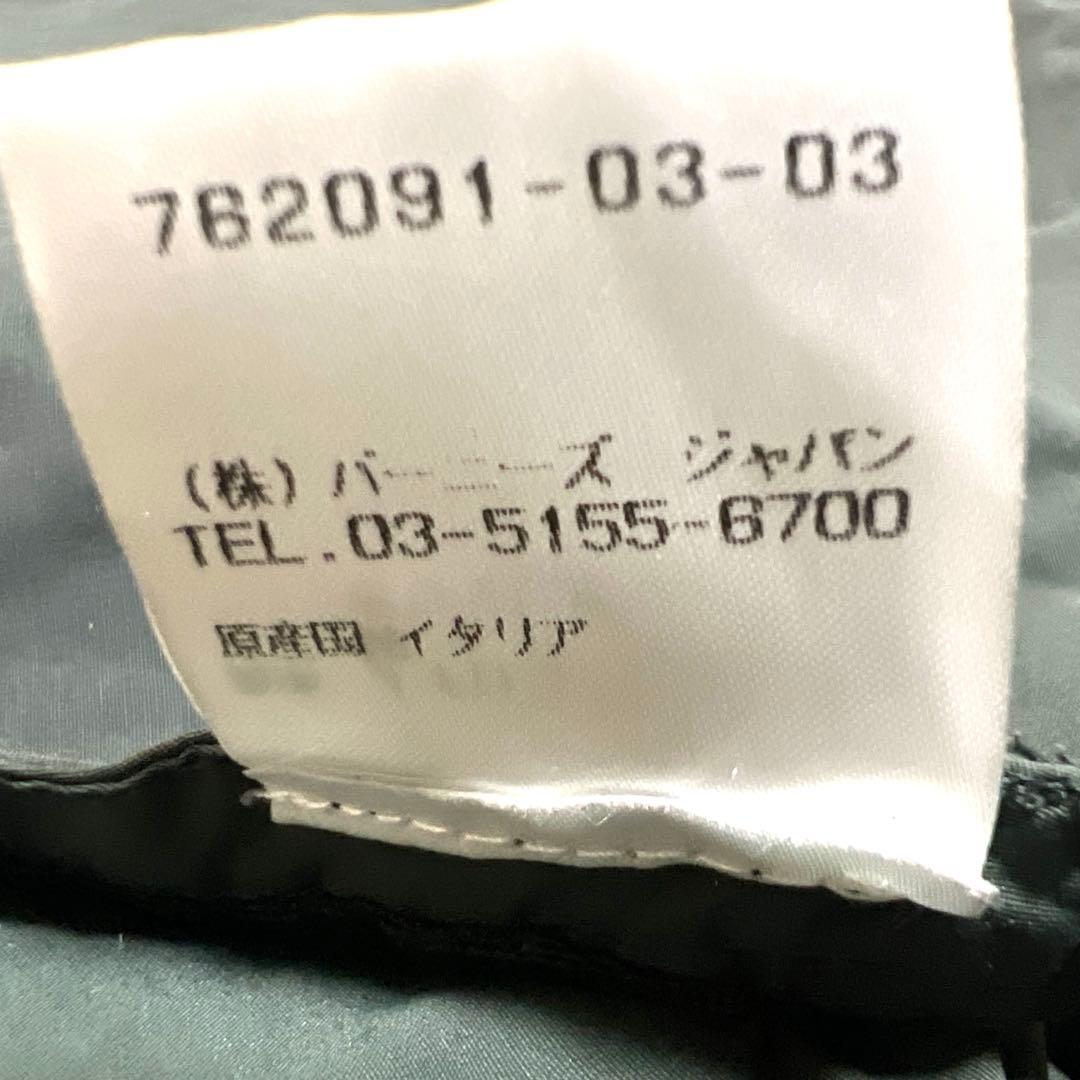 762091-03-03
(株) バーニーズ ジャパン
TEL.03-5155-6700
原産国 イタリア